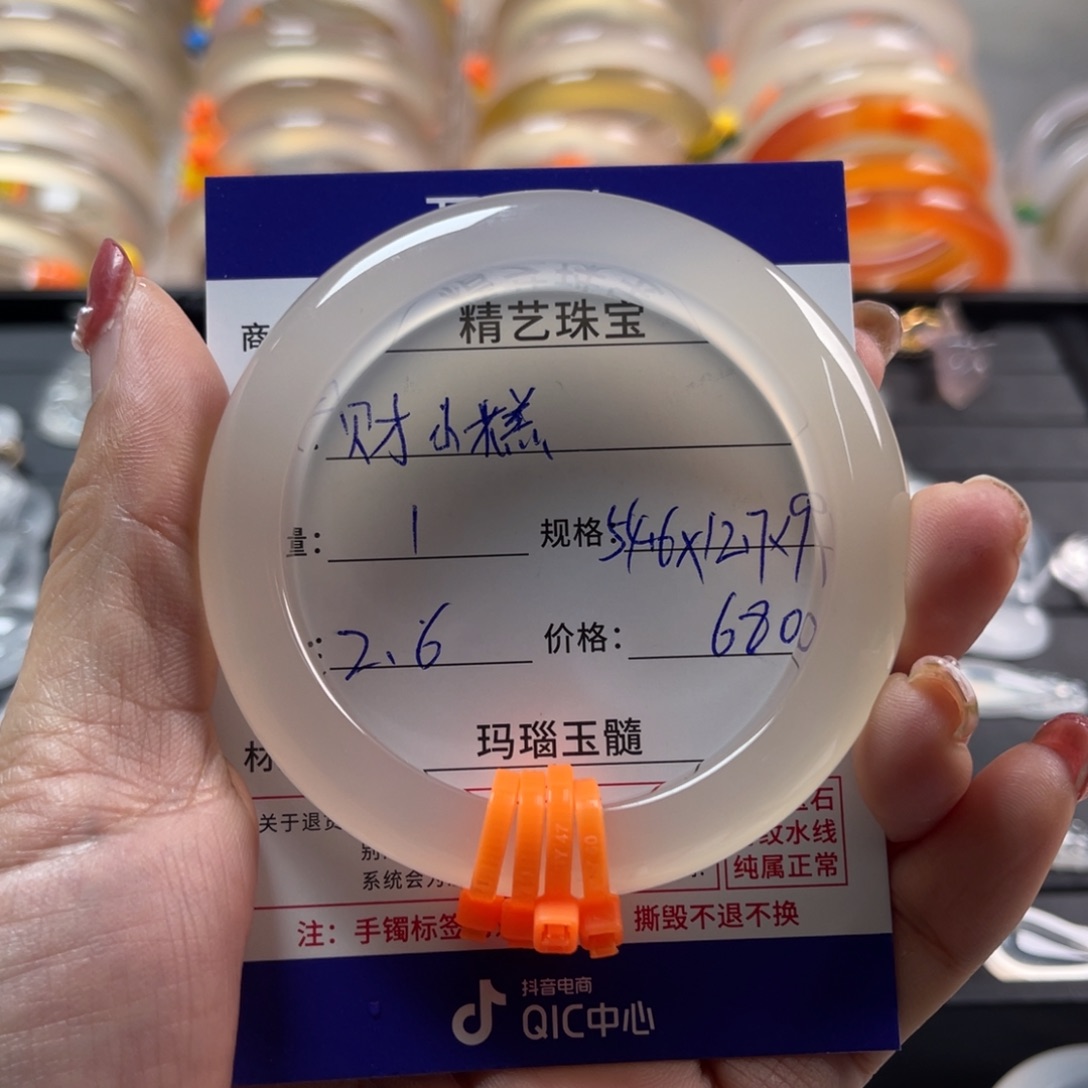 商
精艺珠宝
财小糕
量： 1 规格：54.6x12.7x9
2.6 价格： 6800
材
玛瑙玉髓
关于退
石
纹水线
别
系统会为
纯属正常
注：手镯标签 撕毁不退不换
抖音电商
QIC中心